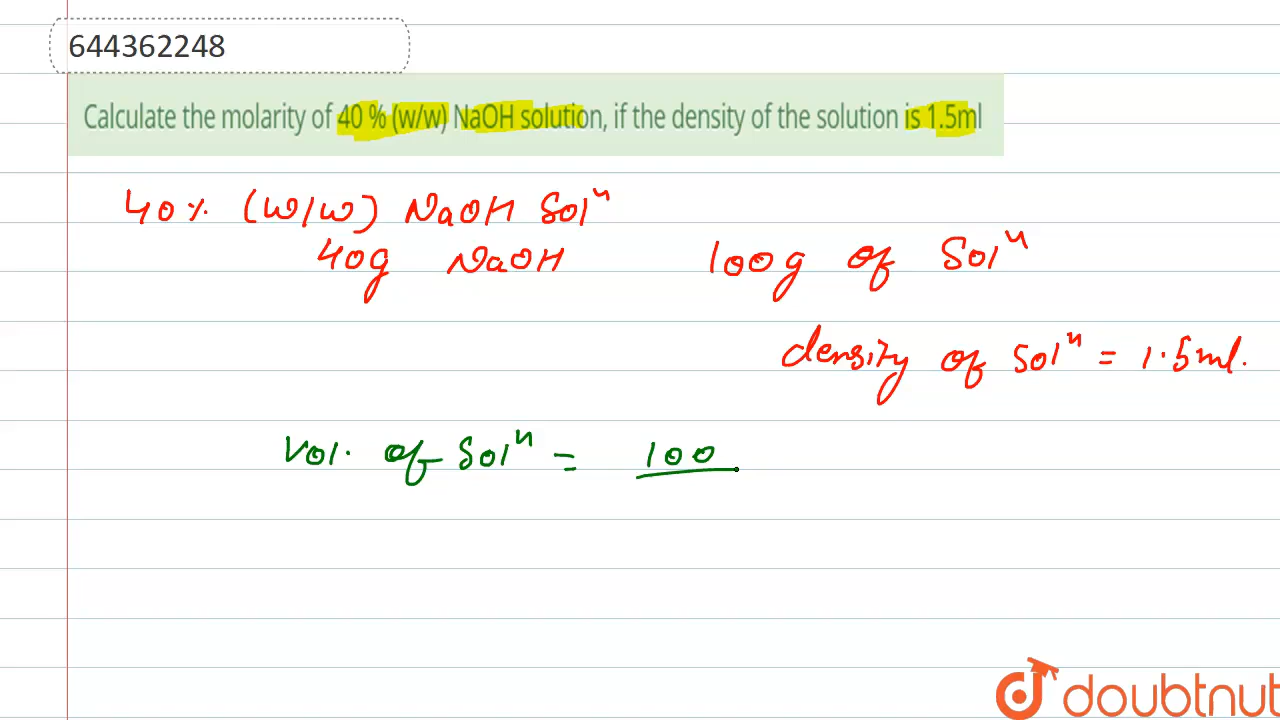 644362248
Calculate the molarity of 40 % (w/w) NaOH solution, if the density of the solution is 1.5ml
40% (w/w) NaOH Solⁿ
40g NaOH 100g of Solⁿ
density of solⁿ = 1.5ml.
Vol. of Solⁿ = 100
doubtnut